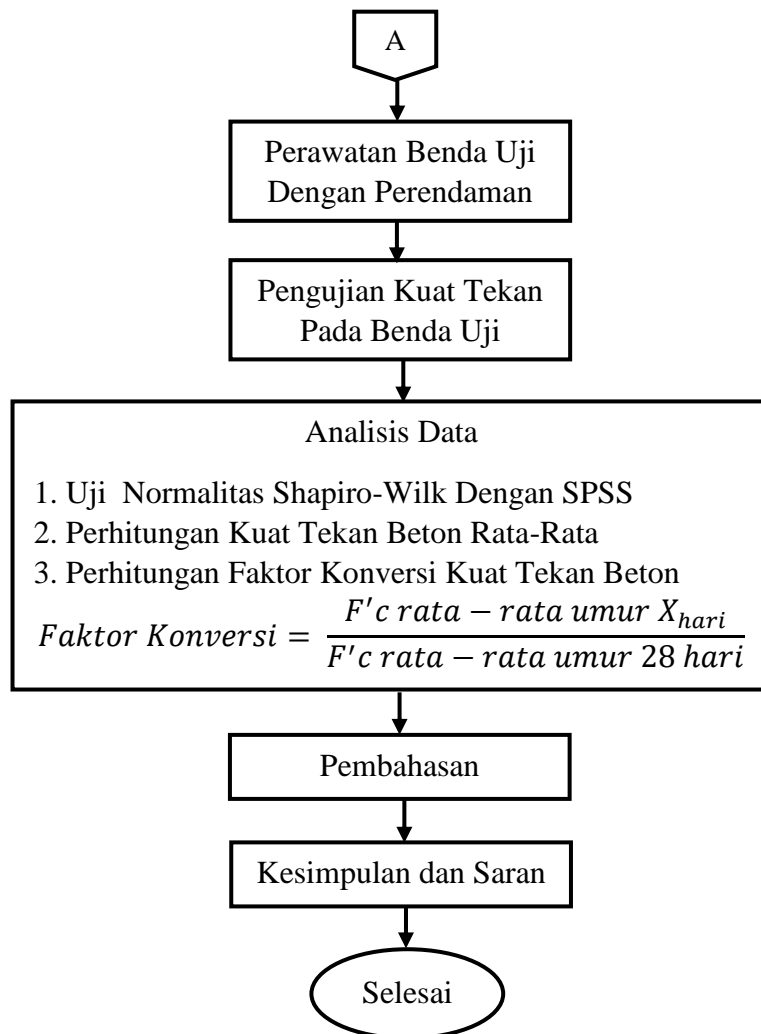 A
Perawatan Benda Uji
Dengan Perendaman
Pengujian Kuat Tekan
Pada Benda Uji
Analisis Data
1. Uji Normalitas Shapiro-Wilk Dengan SPSS
2. Perhitungan Kuat Tekan Beton Rata-Rata
3. Perhitungan Faktor Konversi Kuat Tekan Beton
Faktor Konversi = F'c rata − rata umur X_hari / F'c rata − rata umur 28 hari
Pembahasan
Kesimpulan dan Saran
Selesai